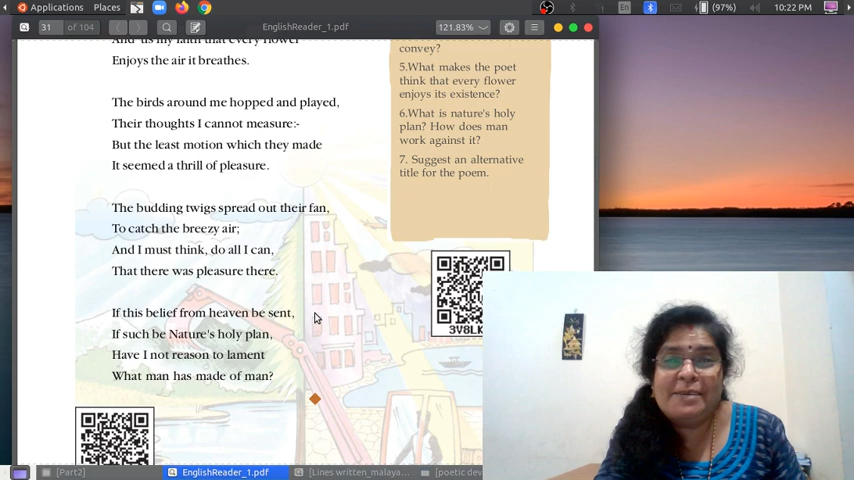 Applications Places En (97%) 10:22 PM
31 of 104 EnglishReader_1.pdf 121.83%
And 'tis my faith that every flower
Enjoys the air it breathes.
The birds around me hopped and played,
Their thoughts I cannot measure:-
But the least motion which they made
It seemed a thrill of pleasure.
The budding twigs spread out their fan,
To catch the breezy air;
And I must think, do all I can,
That there was pleasure there.
If this belief from heaven be sent,
If such be Nature's holy plan,
Have I not reason to lament
What man has made of man?
convey?
5.What makes the poet
think that every flower
enjoys its existence?
6.What is nature's holy
plan? How does man
work against it?
7. Suggest an alternative
title for the poem.
3V8LK
[Part2] EnglishReader_1.pdf [Lines written_malaya... [poetic dev